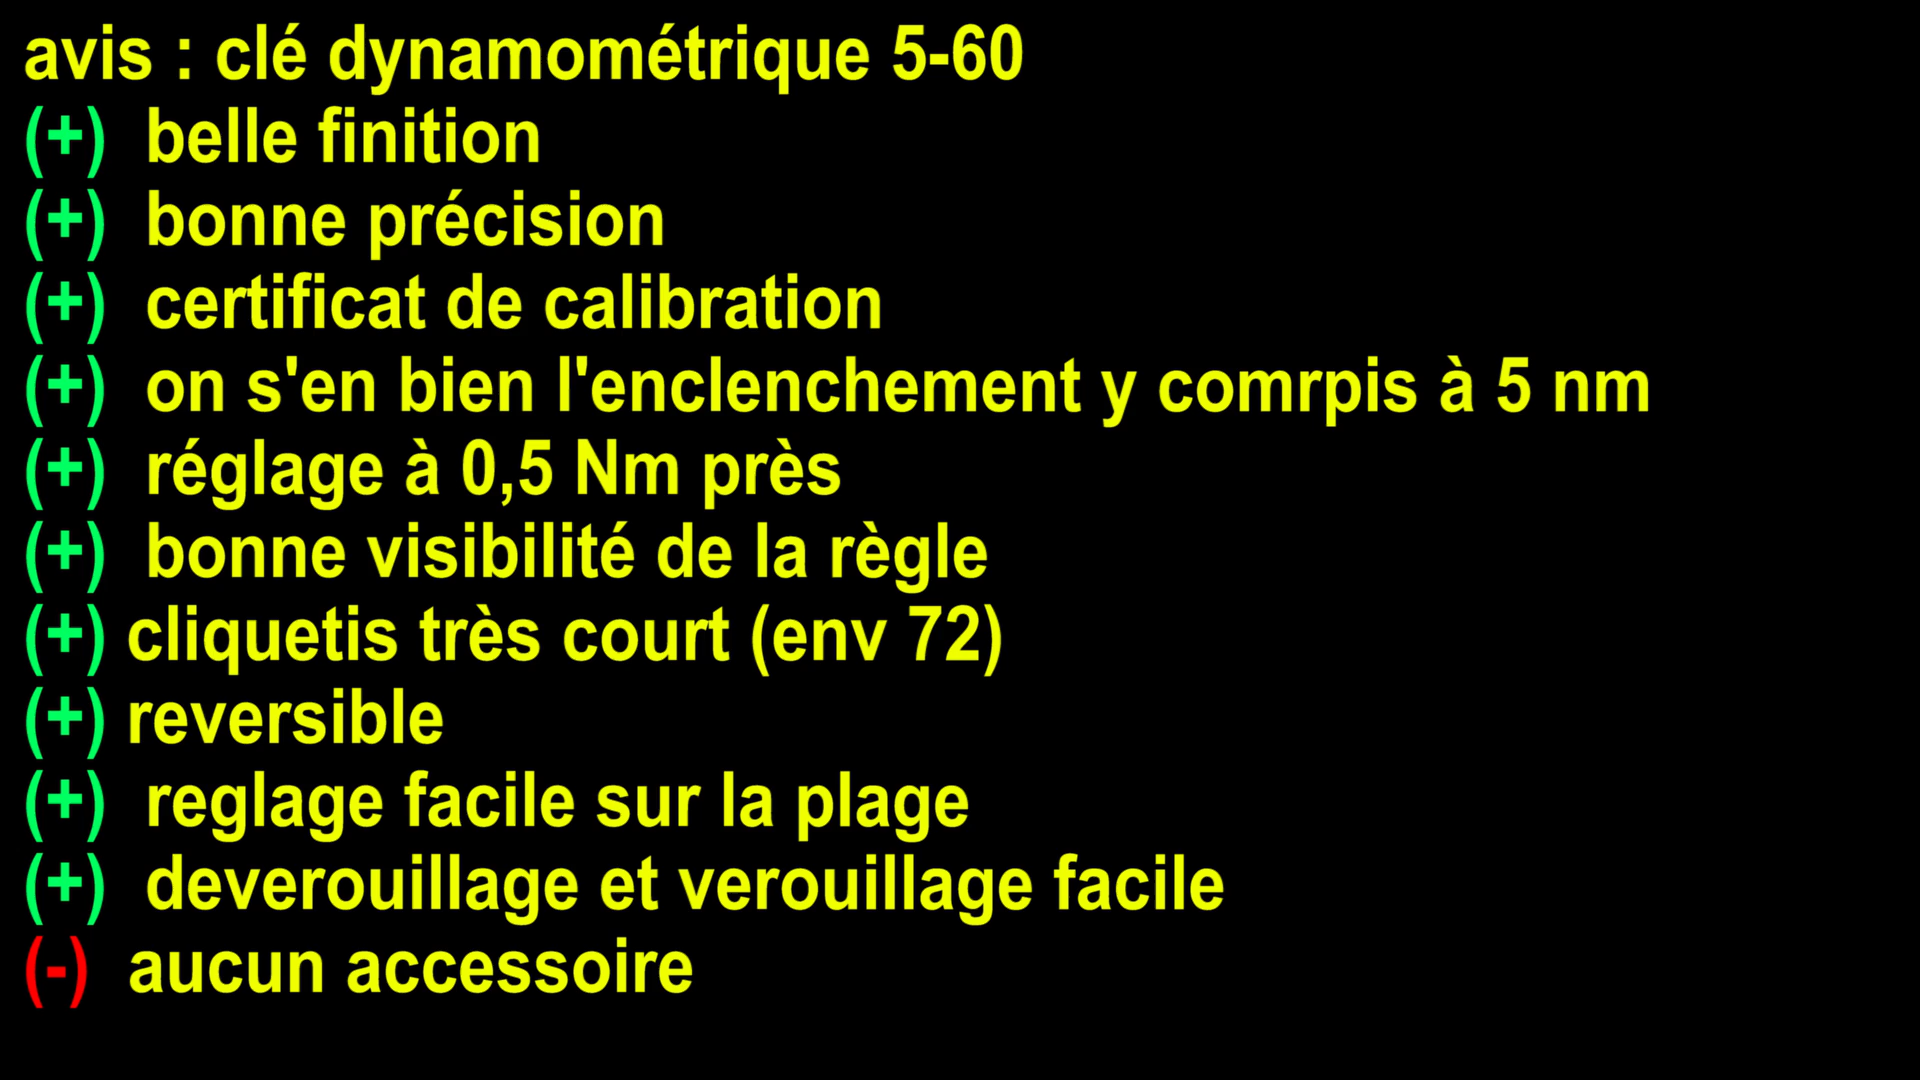 avis : clé dynamométrique 5-60
(+) belle finition
(+) bonne précision
(+) certificat de calibration
(+) on s'en bien l'enclenchement y comrpis à 5 nm
(+) réglage à 0,5 Nm près
(+) bonne visibilité de la règle
(+) cliquetis très court (env 72)
(+) reversible
(+) reglage facile sur la plage
(+) deverouillage et verouillage facile
(-) aucun accessoire